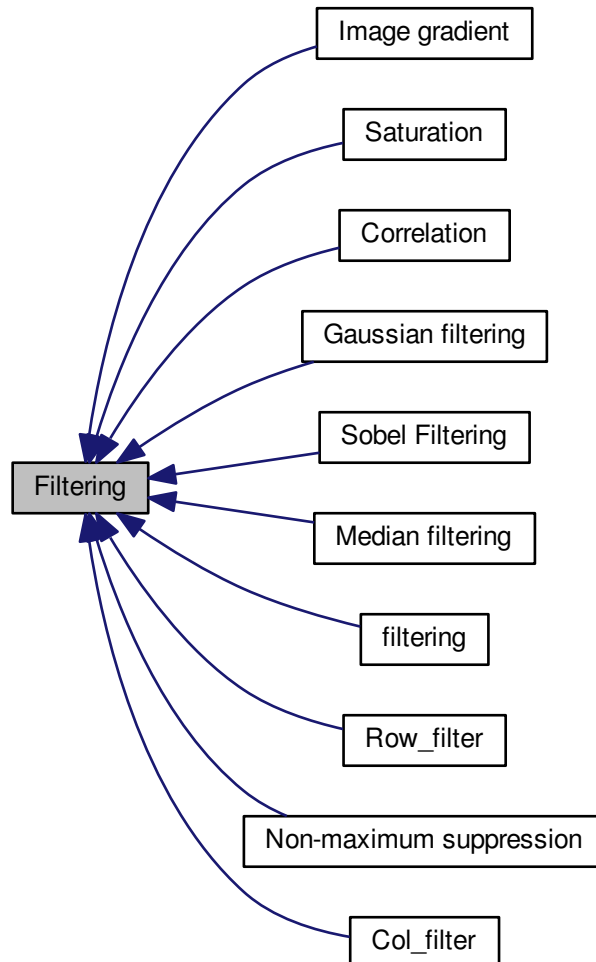 Image gradient
Saturation
Correlation
Gaussian filtering
Sobel Filtering
Filtering
Median filtering
filtering
Row_filter
Non-maximum suppression
Col_filter